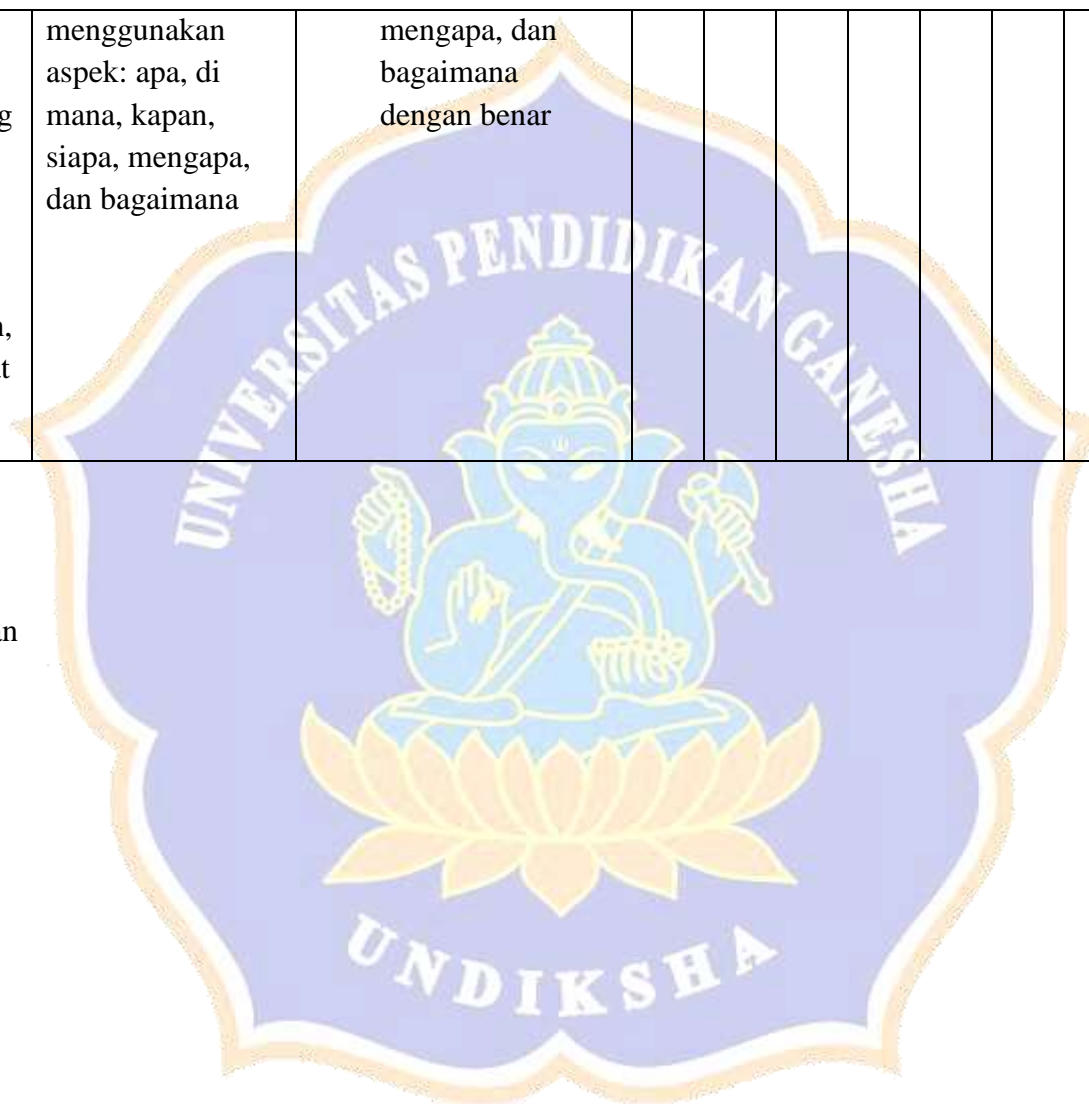 menggunakan
aspek: apa, di
mana, kapan,
siapa, mengapa,
dan bagaimana
mengapa, dan
bagaimana
dengan benar
UNIVERSITAS PENDIDIKAN GANESHA
UNDIKSHA